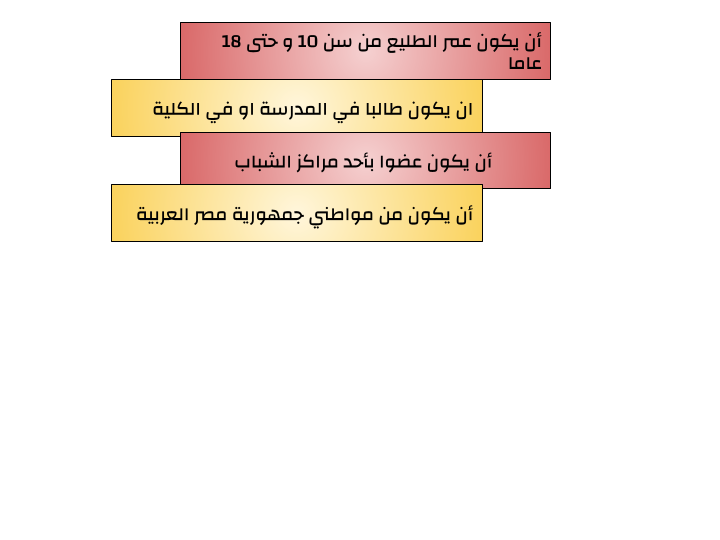 أن يكون عمر الطليع من سن 10 و حتى 18
عاما
ان يكون طالبا في المدرسة او في الكلية
أن يكون عضوا بأحد مراكز الشباب
أن يكون من مواطني جمهورية مصر العربية